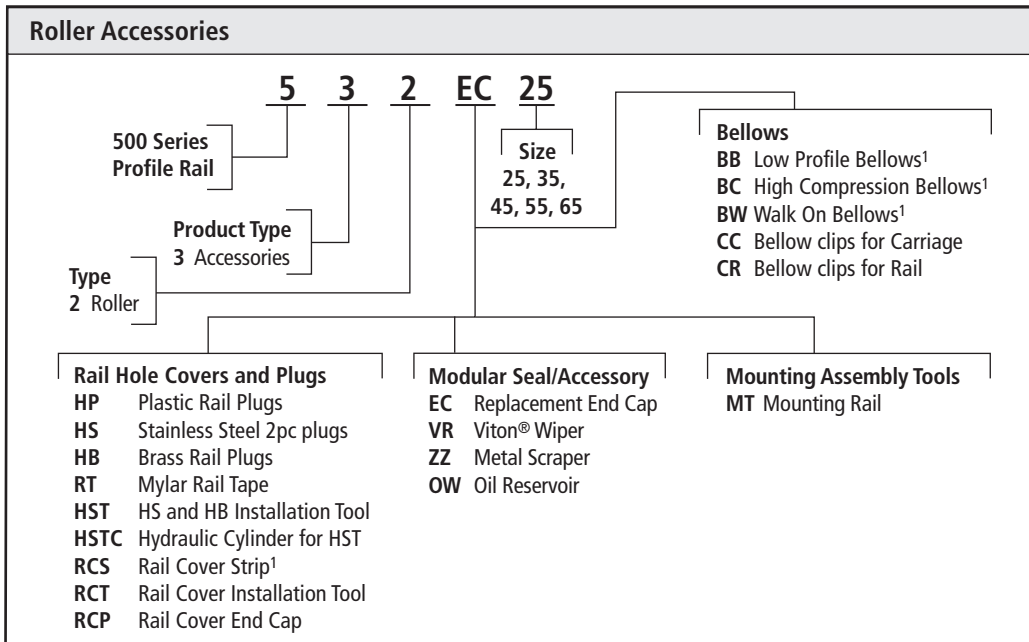 Roller Accessories
5 3 2 EC 25
500 Series
Profile Rail
Product Type
3 Accessories
Type
2 Roller
Size
25, 35,
45, 55, 65
Bellows
BB Low Profile Bellows¹
BC High Compression Bellows¹
BW Walk On Bellows¹
CC Bellow clips for Carriage
CR Bellow clips for Rail
Rail Hole Covers and Plugs
HP Plastic Rail Plugs
HS Stainless Steel 2pc plugs
HB Brass Rail Plugs
RT Mylar Rail Tape
HST HS and HB Installation Tool
HSTC Hydraulic Cylinder for HST
RCS Rail Cover Strip¹
RCT Rail Cover Installation Tool
RCP Rail Cover End Cap
Modular Seal/Accessory
EC Replacement End Cap
VR Viton® Wiper
ZZ Metal Scraper
OW Oil Reservoir
Mounting Assembly Tools
MT Mounting Rail